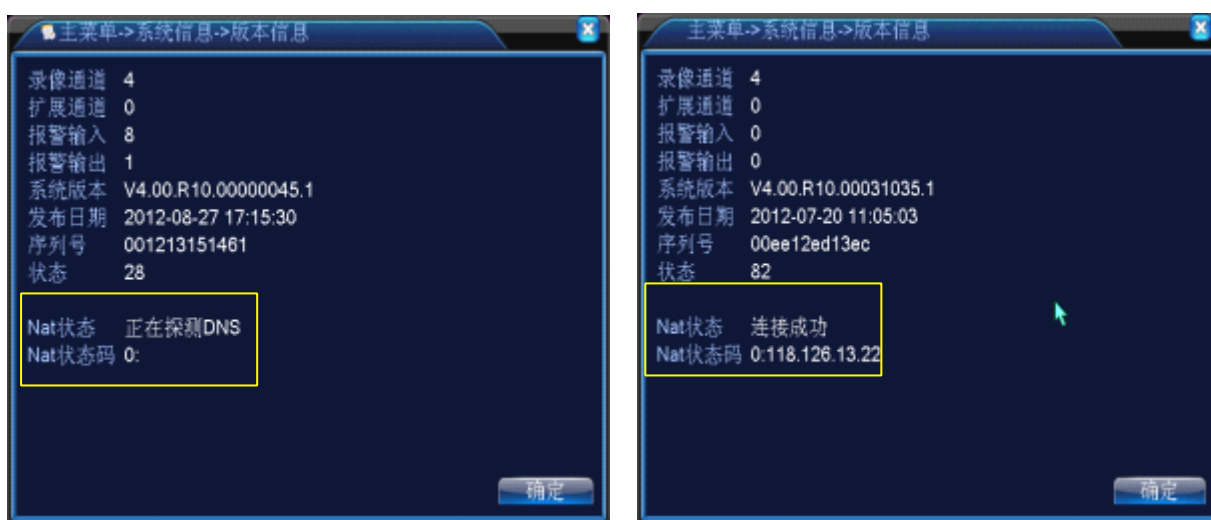 主菜单->系统信息->版本信息
录像通道 4
扩展通道 0
报警输入 8
报警输出 1
系统版本 V4.00.R10.00000045.1
发布日期 2012-08-27 17:15:30
序列号 001213151461
状态 28
Nat状态 正在探测DNS
Nat状态码 0:
确定
主菜单->系统信息->版本信息
录像通道 4
扩展通道 0
报警输入 0
报警输出 0
系统版本 V4.00.R10.00031035.1
发布日期 2012-07-20 11:05:03
序列号 00ee12ed13ec
状态 82
Nat状态 连接成功
Nat状态码 0:118.126.13.22
确定